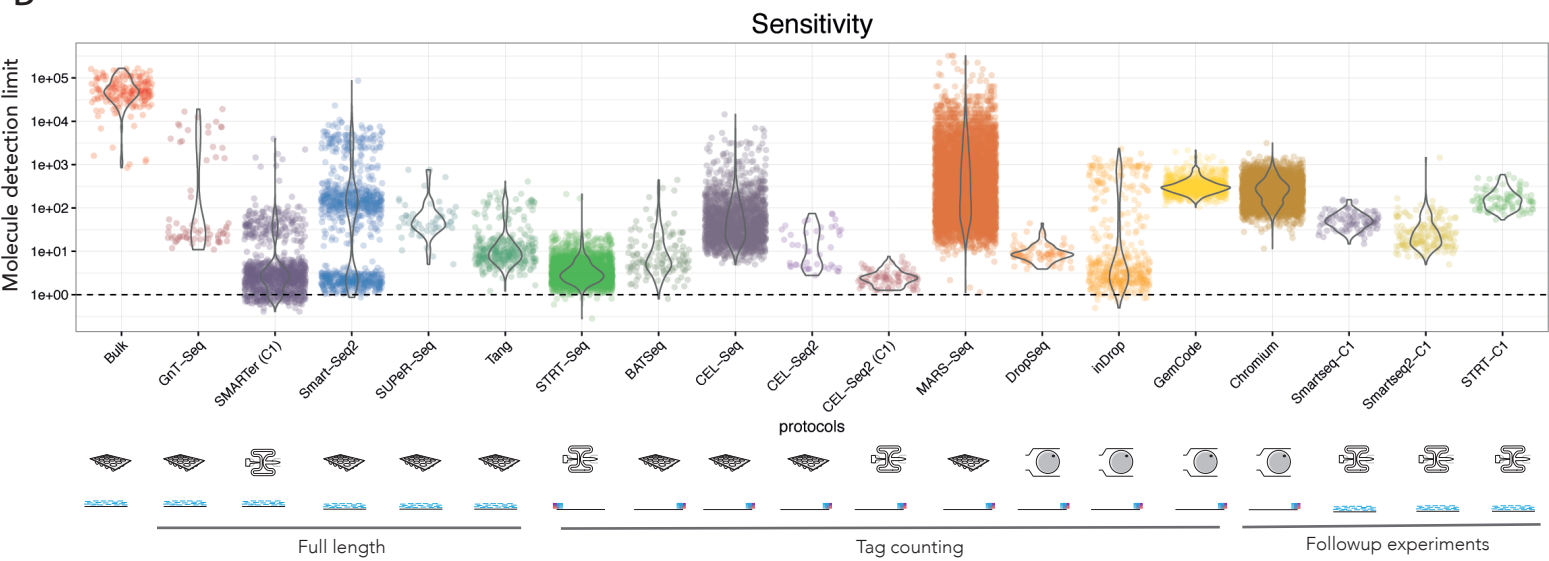 Sensitivity
Molecule detection limit
1e+05
1e+04
1e+03
1e+02
1e+01
1e+00
Bulk
GnT−Seq
SMARTer (C1)
Smart−Seq2
SUPeR−Seq
Tang
STRT−Seq
BATSeq
CEL−Seq
CEL−Seq2
CEL−Seq2 (C1)
MARS−Seq
DropSeq
inDrop
GemCode
Chromium
Smartseq−C1
Smartseq2−C1
STRT−C1
protocols
Full length
Tag counting
Followup experiments